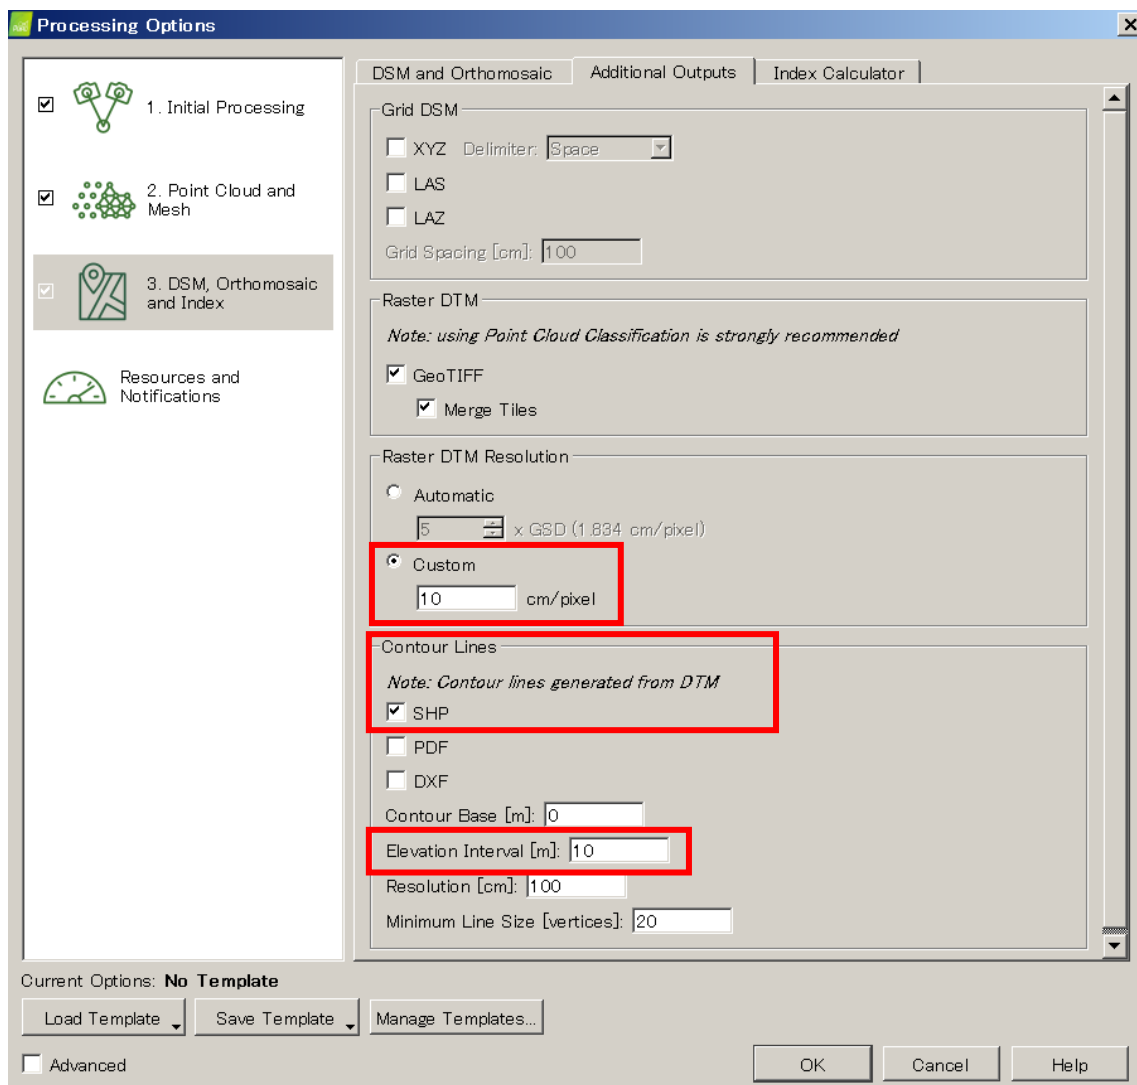 Processing Options
1. Initial Processing
2. Point Cloud and
Mesh
3. DSM, Orthomosaic
and Index
Resources and
Notifications
DSM and Orthomosaic
Additional Outputs
Index Calculator
Grid DSM
XYZ Delimiter: Space
LAS
LAZ
Grid Spacing [cm]: 100
Raster DTM
Note: using Point Cloud Classification is strongly recommended
GeoTIFF
Merge Tiles
Raster DTM Resolution
Automatic
5 x GSD (1.834 cm/pixel)
Custom
10 cm/pixel
Contour Lines
Note: Contour lines generated from DTM
SHP
PDF
DXF
Contour Base [m]: 0
Elevation Interval [m]: 10
Resolution [cm]: 100
Minimum Line Size [vertices]: 20
Current Options: No Template
Load Template
Save Template
Manage Templates...
Advanced
OK
Cancel
Help